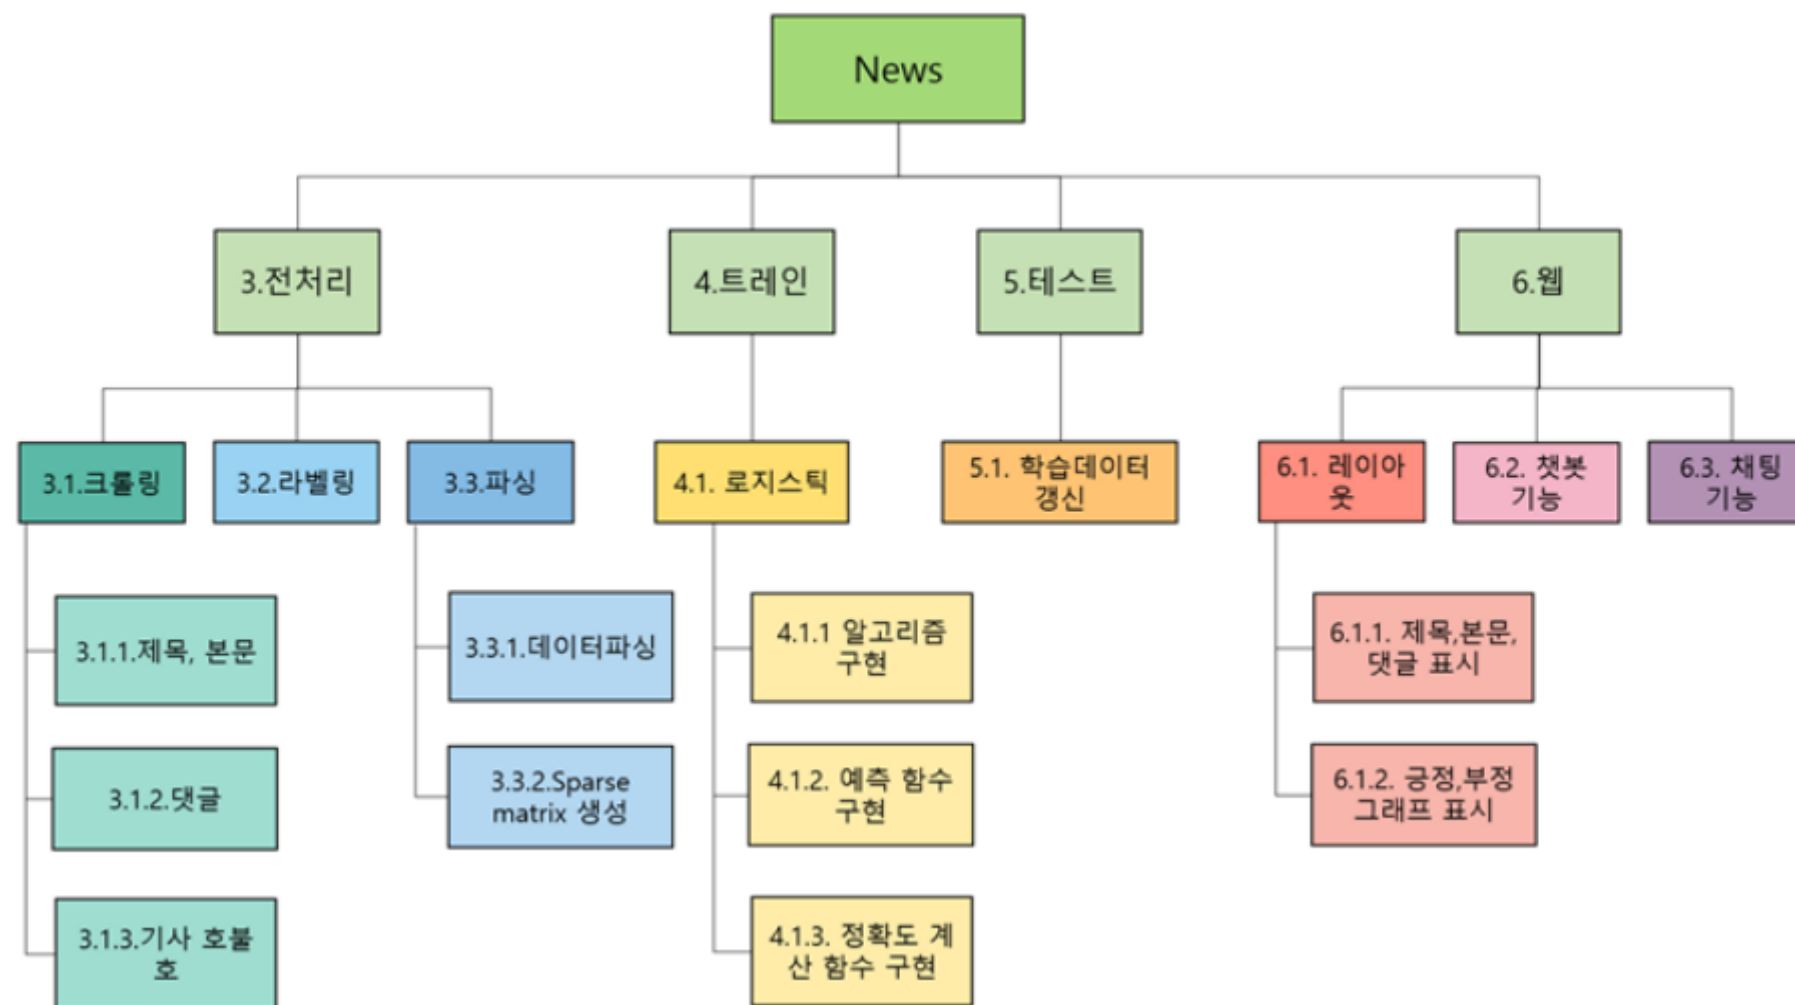 News
3.전처리
4.트레인
5.테스트
6.웹
3.1.크롤링
3.2.라벨링
3.3.파싱
4.1. 로지스틱
5.1. 학습데이터
갱신
6.1. 레이아
웃
6.2. 챗봇
기능
6.3. 채팅
기능
3.1.1.제목, 본문
3.3.1.데이터파싱
4.1.1 알고리즘
구현
6.1.1. 제목,본문,
댓글 표시
3.1.2.댓글
3.3.2.Sparse
matrix 생성
4.1.2. 예측 함수
구현
6.1.2. 긍정,부정
그래프 표시
3.1.3.기사 호불
호
4.1.3. 정확도 계
산 함수 구현